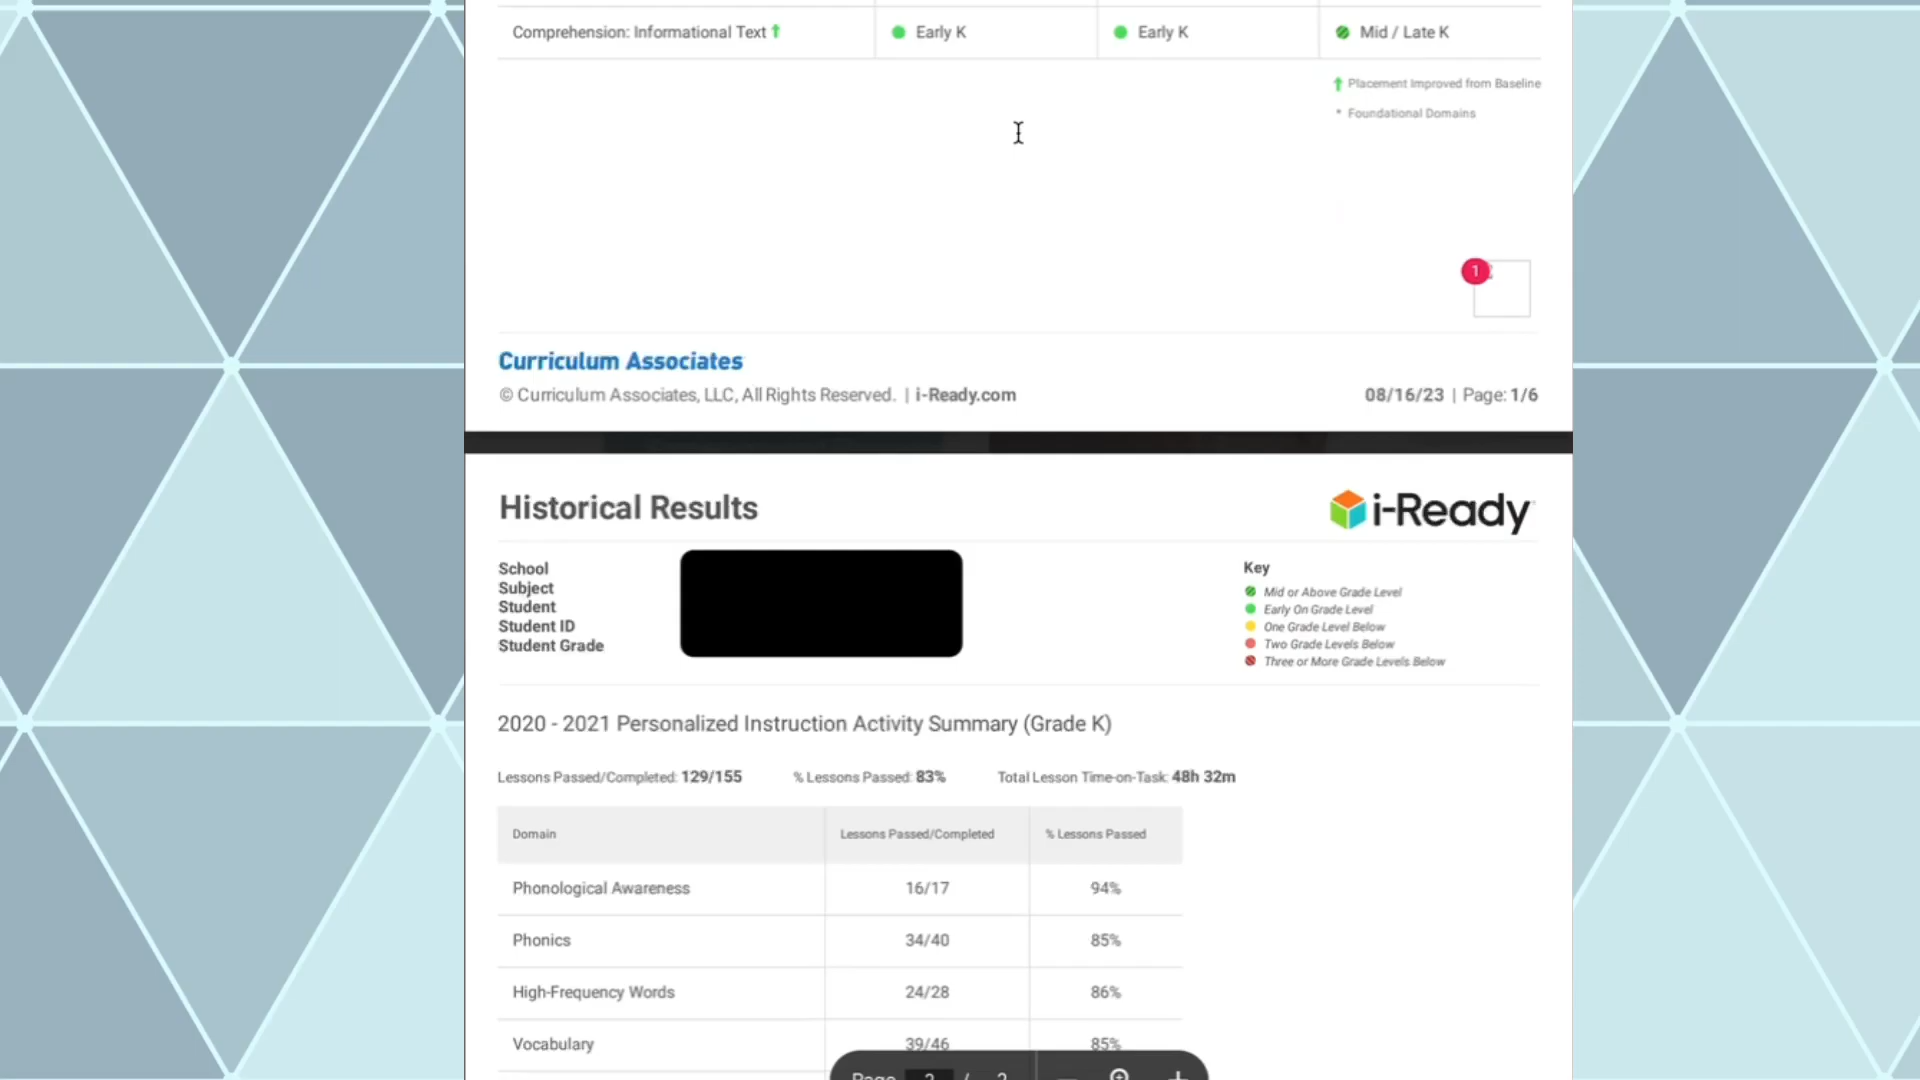 Comprehension: Informational Text ↑ Early K Early K Mid / Late K
↑ Placement Improved from Baseline
* Foundational Domains
1
Curriculum Associates
© Curriculum Associates, LLC, All Rights Reserved. | i-Ready.com 08/16/23 | Page: 1/6
Historical Results
i-Ready
School
Subject
Student
Student ID
Student Grade
Key
Mid or Above Grade Level
Early On Grade Level
One Grade Level Below
Two Grade Levels Below
Three or More Grade Levels Below
2020 - 2021 Personalized Instruction Activity Summary (Grade K)
Lessons Passed/Completed: 129/155 % Lessons Passed: 83% Total Lesson Time-on-Task: 48h 32m
Domain Lessons Passed/Completed % Lessons Passed
Phonological Awareness 16/17 94%
Phonics 34/40 85%
High-Frequency Words 24/28 86%
Vocabulary 39/46 85%
Page /